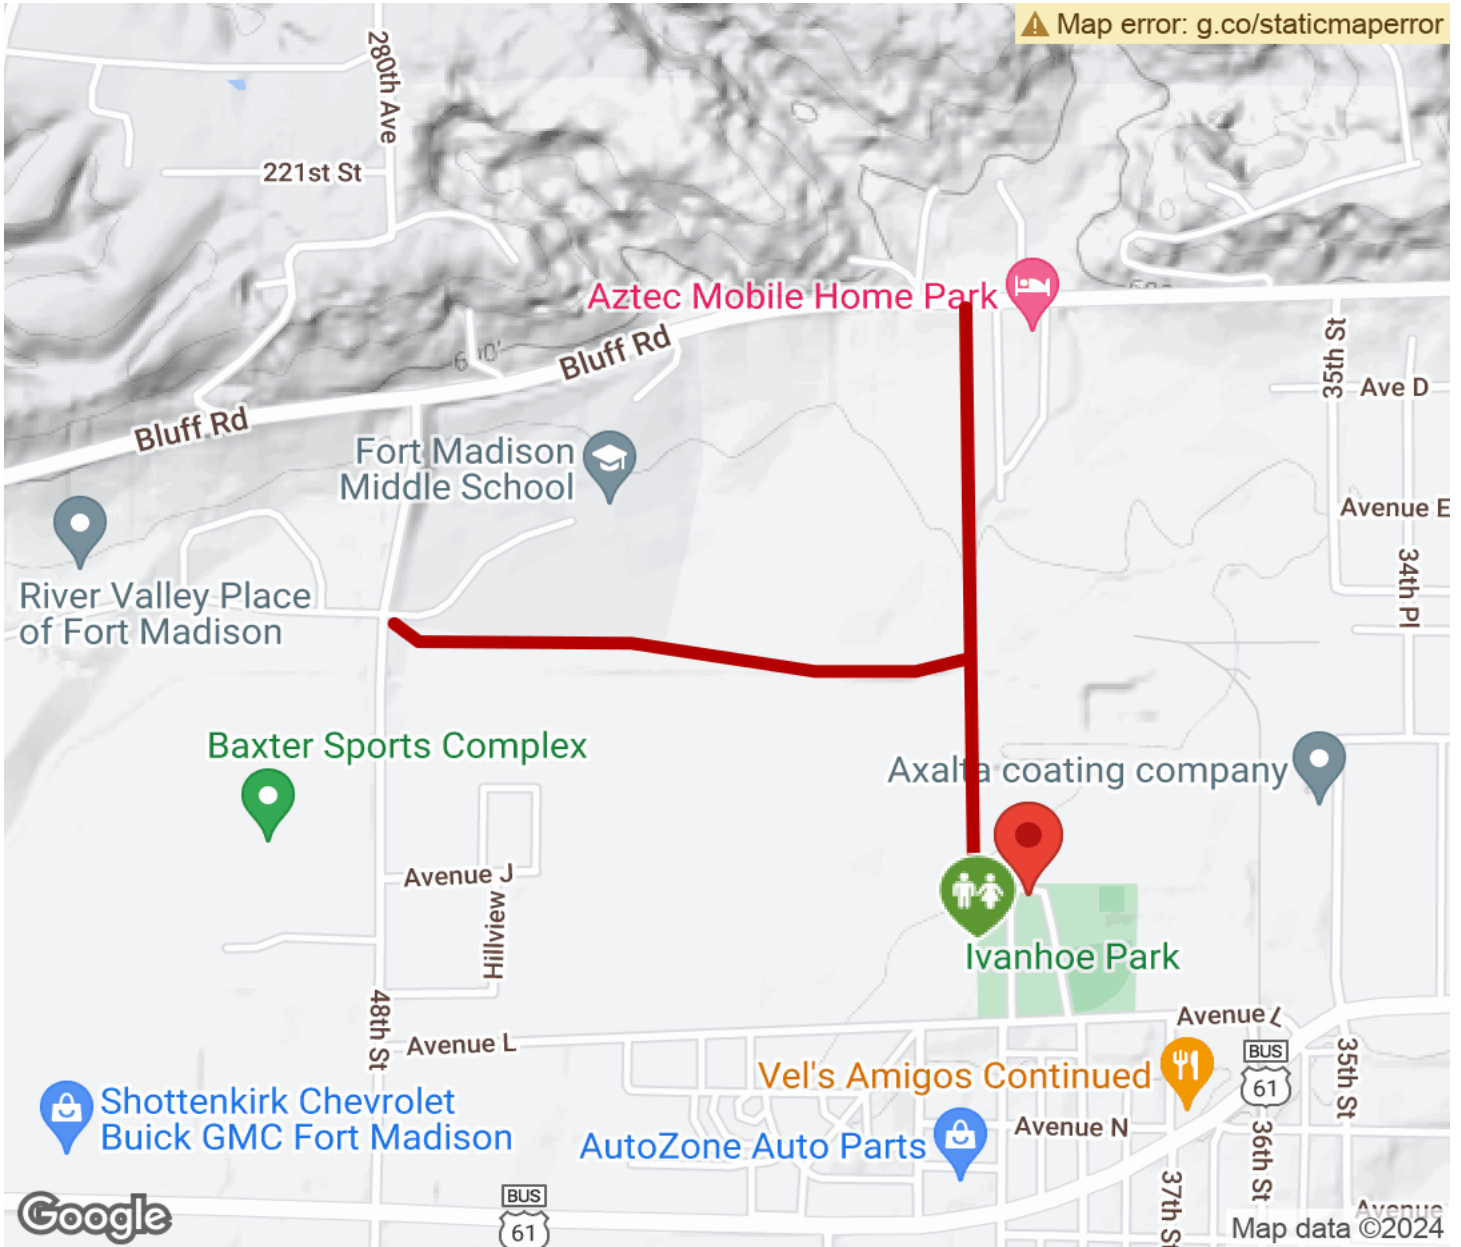 Map error: g.co/staticmaperror
280th Ave
221st St
Aztec Mobile Home Park
600'
Bluff Rd
35th St
Ave D
Bluff Rd
Fort Madison
Middle School
Avenue E
34th Pl
River Valley Place
of Fort Madison
Baxter Sports Complex
Axalta coating company
Avenue J
Hillview
Ivanhoe Park
48th St
Avenue L
Avenue L
BUS
61
35th St
Vel's Amigos Continued
Shottenkirk Chevrolet
Buick GMC Fort Madison
AutoZone Auto Parts
Avenue N
36th St
37th St
BUS
61
Avenue
Google
Map data ©2024